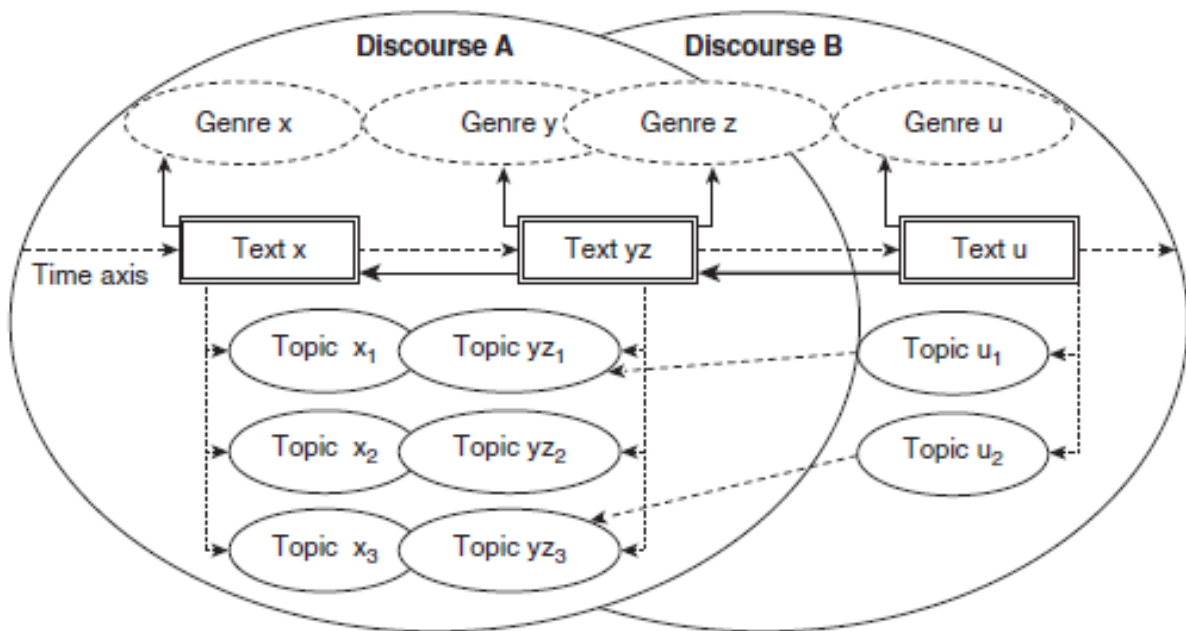 Discourse A
Discourse B
Genre x
Genre y
Genre z
Genre u
Text x
Text yz
Text u
Time axis
Topic x₁
Topic yz₁
Topic u₁
Topic x₂
Topic yz₂
Topic u₂
Topic x₃
Topic yz₃